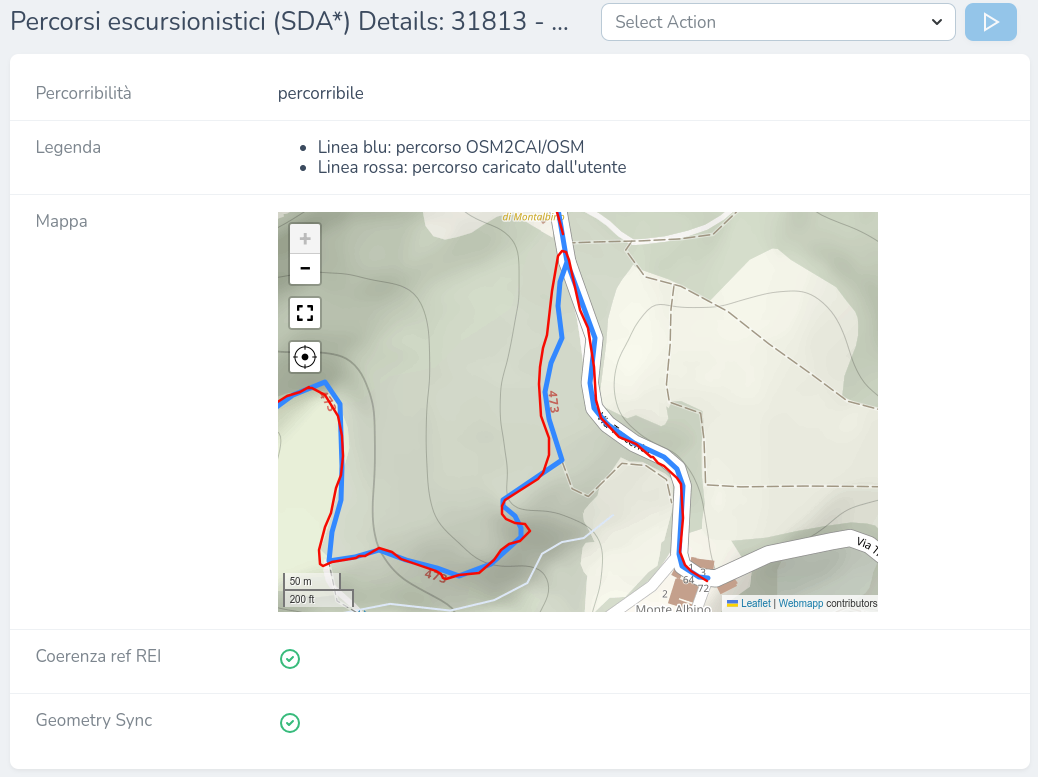 Percorsi escursionistici (SDA*) Details: 31813 - ...
Select Action
Percorribilità
percorribile
Legenda
• Linea blu: percorso OSM2CAI/OSM
• Linea rossa: percorso caricato dall'utente
Mappa
di Montalbino
+
−
473
473
473
Via T
1
3
64
72
2
Monte Albino
50 m
200 ft
Leaflet | Webmapp contributors
Coerenza ref REI
Geometry Sync